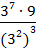 3⁷ · 9
(3²)³